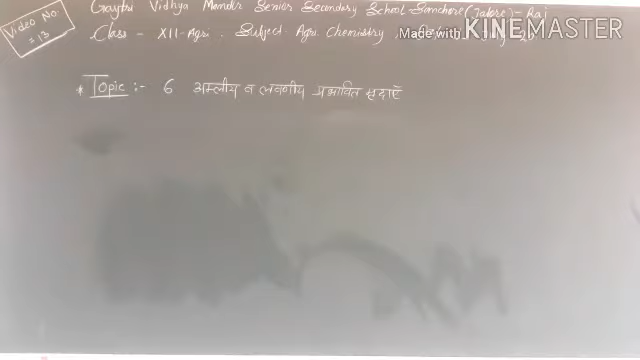 Video No.
= 13
Gaytri Vidhya Mandir Senior Secondary School Sanchore (Jalore) - Raj
Class - XII - Agri. Subject Agri. Chemistry
Made with KINEMASTER
* Topic :- 6 अम्लीय व लवणीय प्रभावित मृदाएँ